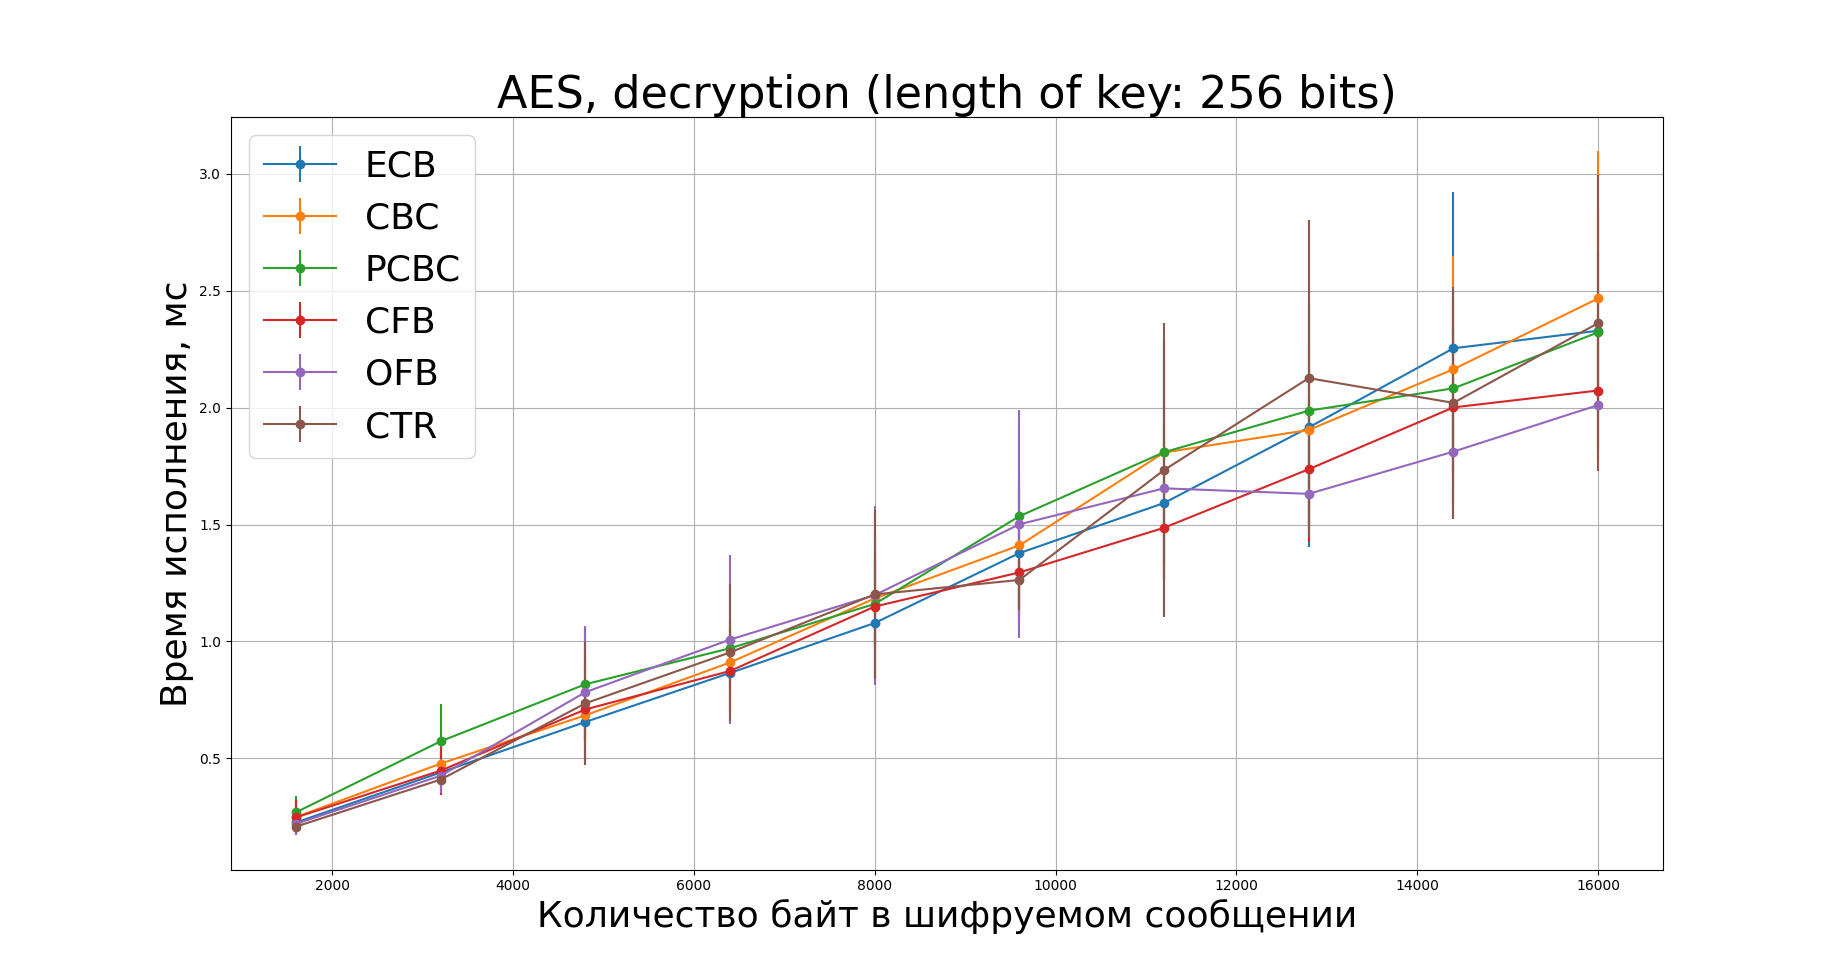 AES, decryption (length of key: 256 bits)
ECB
CBC
PCBC
CFB
OFB
CTR
Время исполнения, мс
3.0
2.5
2.0
1.5
1.0
0.5
2000 4000 6000 8000 10000 12000 14000 16000
Количество байт в шифруемом сообщении